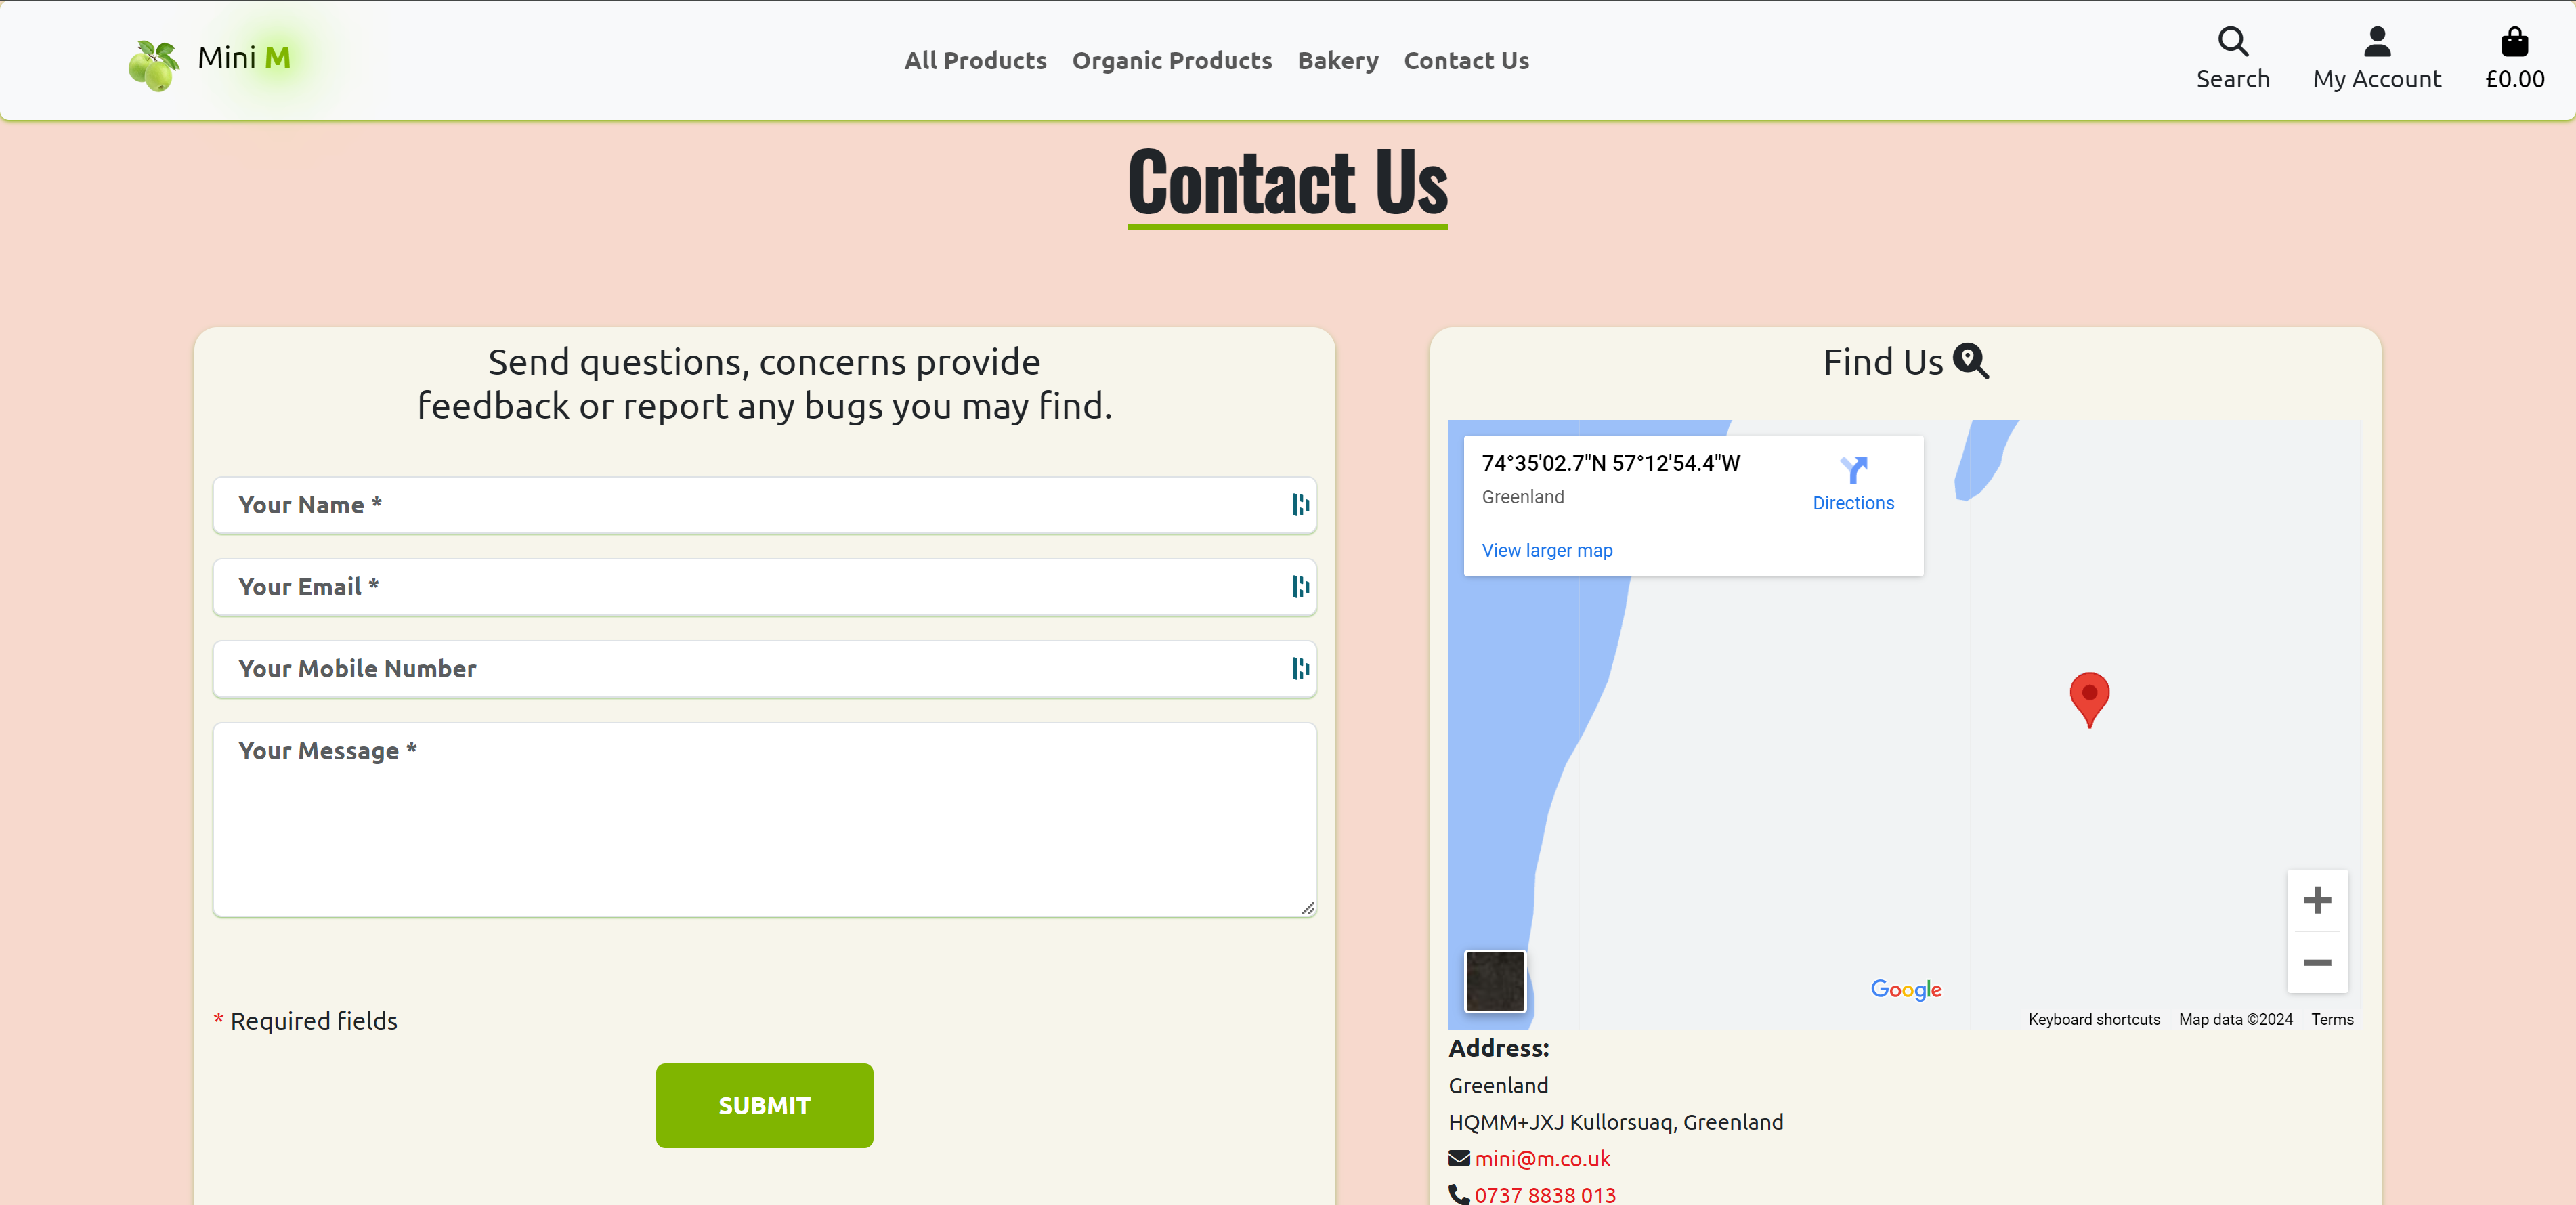 Mini M
All Products
Organic Products
Bakery
Contact Us
Search
My Account
£0.00
Contact Us
Send questions, concerns provide
feedback or report any bugs you may find.
Your Name *
Your Email *
Your Mobile Number
Your Message *
* Required fields
SUBMIT
Find Us
74°35'02.7"N 57°12'54.4"W
Greenland
Directions
View larger map
Google
Keyboard shortcuts
Map data ©2024
Terms
Address:
Greenland
HQMM+JXJ Kullorsuaq, Greenland
mini@m.co.uk
0737 8838 013